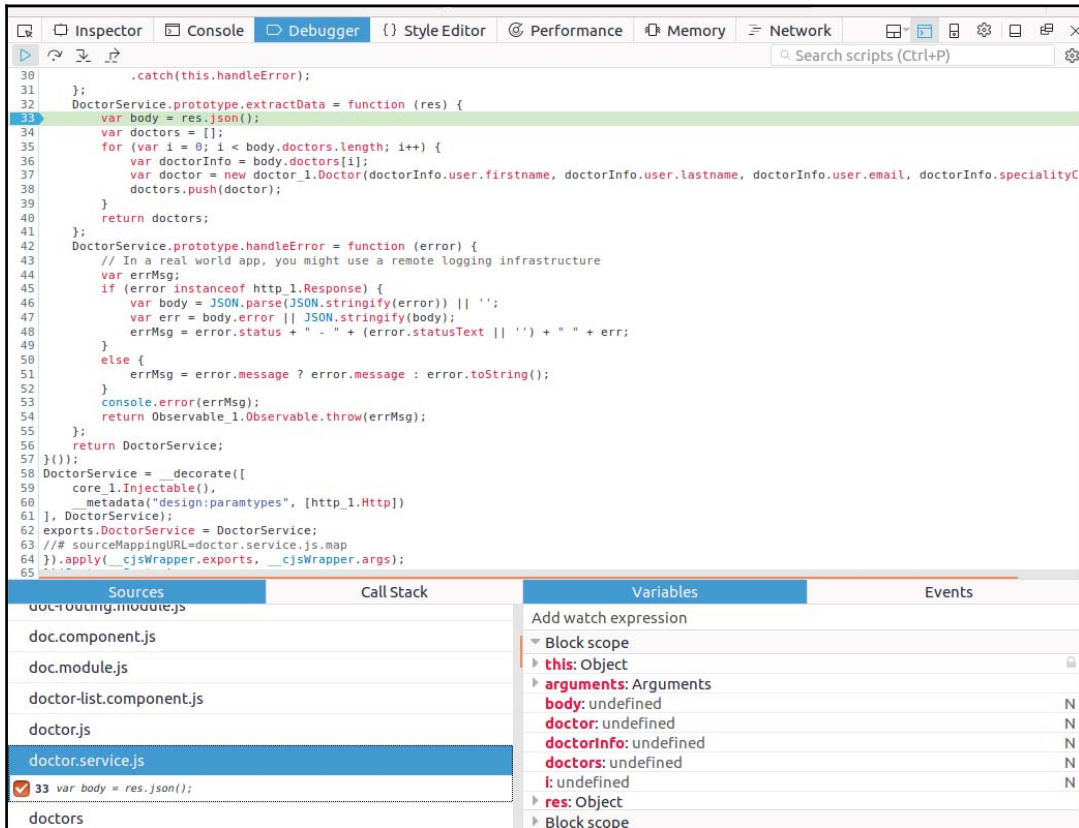 Inspector Console Debugger {} Style Editor Performance Memory Network
Search scripts (Ctrl+P)
30 .catch(this.handleError);
31 };
32 DoctorService.prototype.extractData = function (res) {
33 var body = res.json();
34 var doctors = [];
35 for (var i = 0; i < body.doctors.length; i++) {
36 var doctorInfo = body.doctors[i];
37 var doctor = new doctor_1.Doctor(doctorInfo.user.firstname, doctorInfo.user.lastname, doctorInfo.user.email, doctorInfo.specialityC
38 doctors.push(doctor);
39 }
40 return doctors;
41 };
42 DoctorService.prototype.handleError = function (error) {
43 // In a real world app, you might use a remote logging infrastructure
44 var errMsg;
45 if (error instanceof http_1.Response) {
46 var body = JSON.parse(JSON.stringify(error)) || '';
47 var err = body.error || JSON.stringify(body);
48 errMsg = error.status + " - " + (error.statusText || '') + " " + err;
49 }
50 else {
51 errMsg = error.message ? error.message : error.toString();
52 }
53 console.error(errMsg);
54 return Observable_1.Observable.throw(errMsg);
55 };
56 return DoctorService;
57 }());
58 DoctorService = __decorate([
59 core_1.Injectable(),
60 __metadata("design:paramtypes", [http_1.Http])
61 ], DoctorService);
62 exports.DoctorService = DoctorService;
63 //# sourceMappingURL=doctor.service.js.map
64 }).apply(__cjsWrapper.exports, __cjsWrapper.args);
65
Sources Call Stack Variables Events
doc-routing.module.js
doc.component.js
doc.module.js
doctor-list.component.js
doctor.js
doctor.service.js
33 var body = res.json();
doctors
Add watch expression
Block scope
this: Object
arguments: Arguments
body: undefined N
doctor: undefined N
doctorInfo: undefined N
doctors: undefined N
i: undefined N
res: Object
Block scope